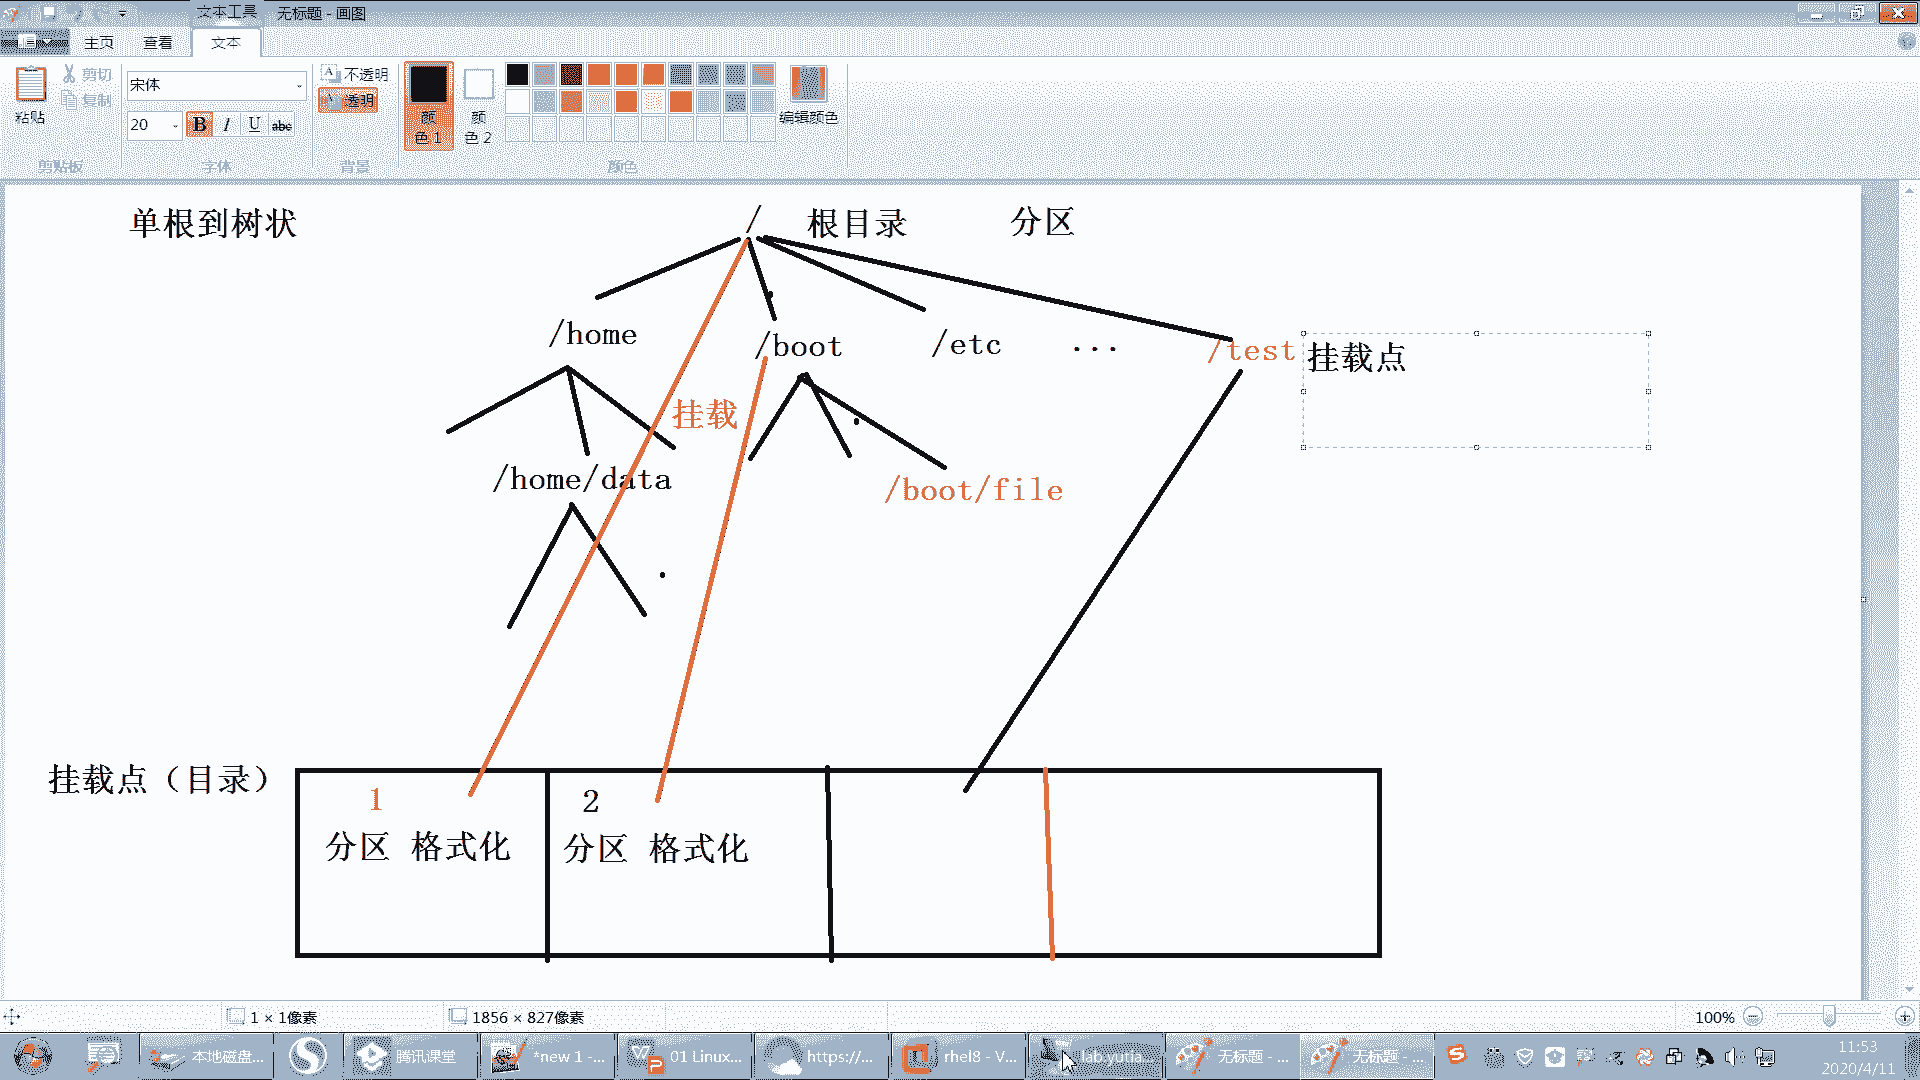 文本工具 无标题 - 画图
主页 查看 文本
粘贴
剪切
复制
剪贴板
宋体
20 B I U abc
字体
不透明
透明
背景
颜色 1
颜色 2
编辑颜色
颜色
单根到树状 / 根目录 分区
/home /boot /etc ... /test 挂载点
挂载
/home/data /boot/file
挂载点（目录）
1 2
分区 格式化 分区 格式化
1 × 1像素 1856 × 827像素 100%
本地磁盘... 腾讯课堂 *new 1 -... 01 Linux... https://... rhel8 - V... lab.yutia... 无标题 - ... 无标题 - ...
11:53
2020/4/11